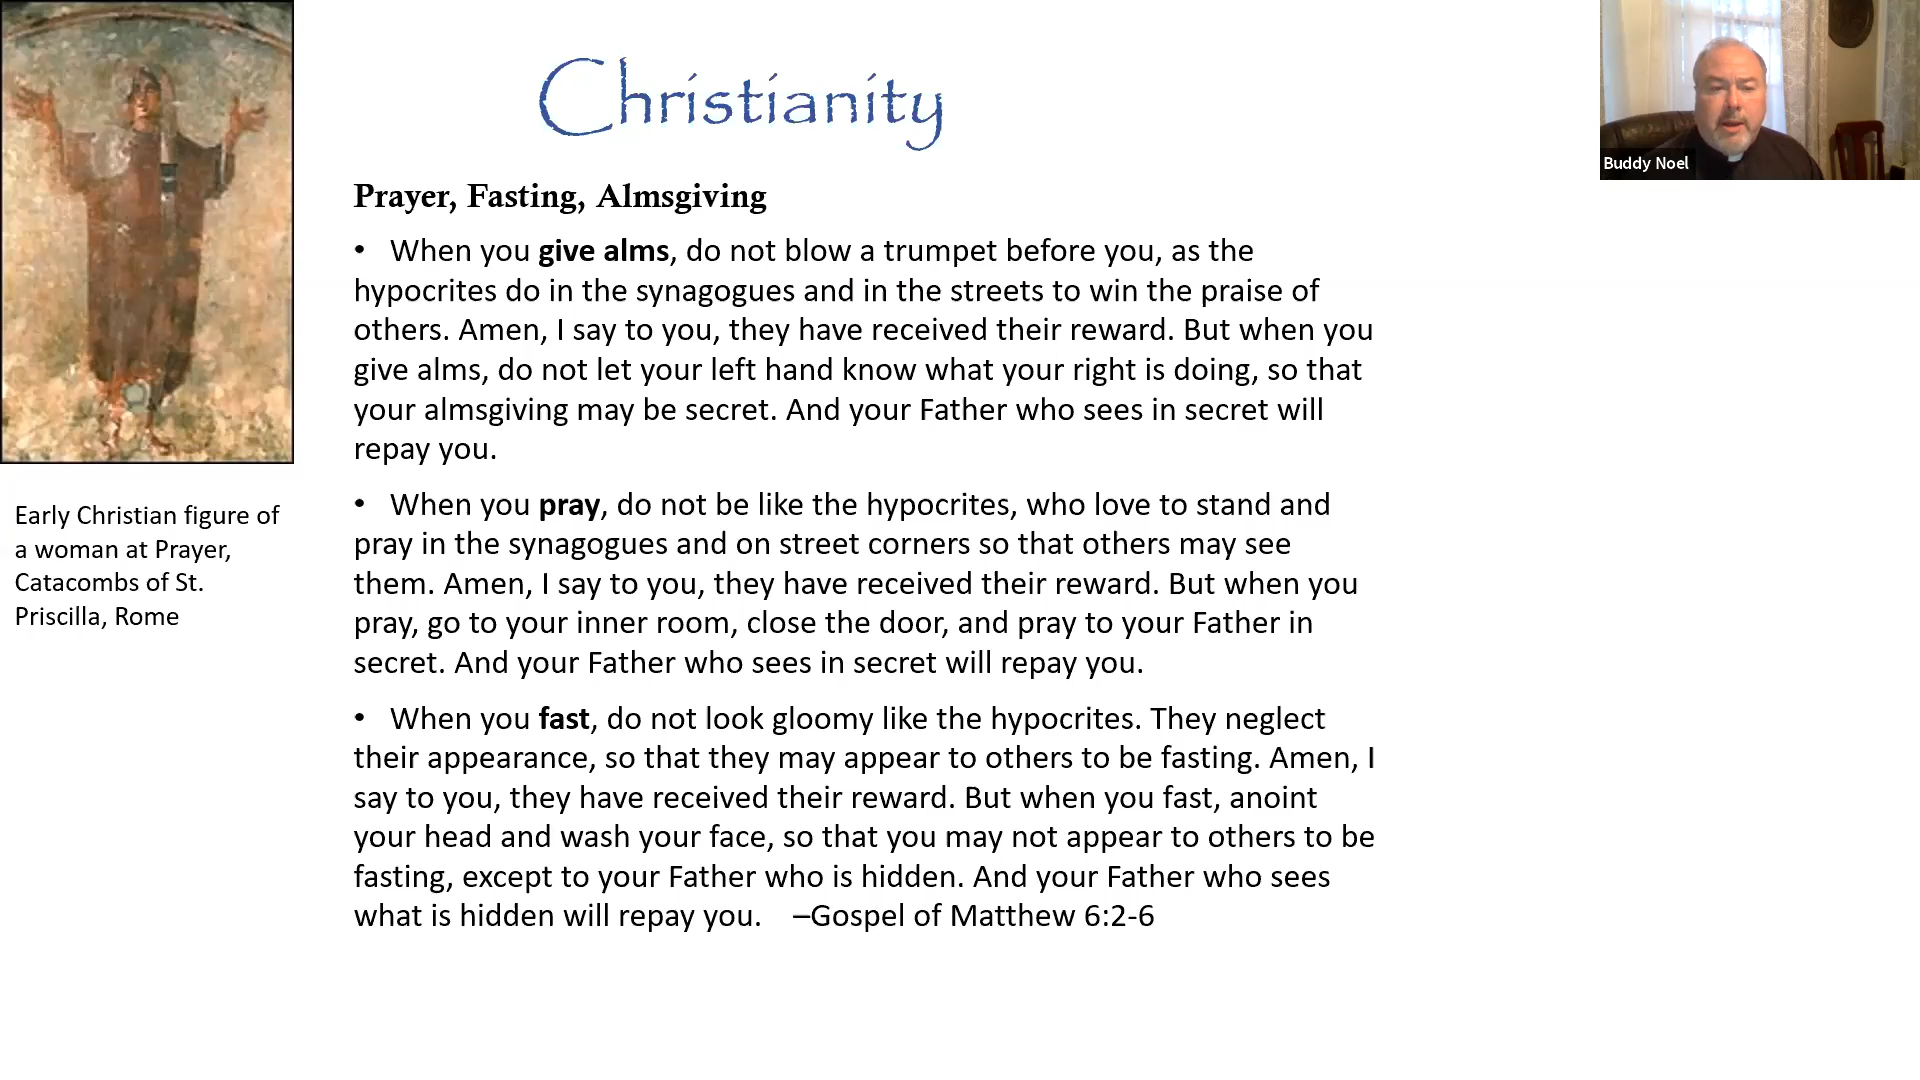 Christianity
Buddy Noel
Prayer, Fasting, Almsgiving
• When you give alms, do not blow a trumpet before you, as the
hypocrites do in the synagogues and in the streets to win the praise of
others. Amen, I say to you, they have received their reward. But when you
give alms, do not let your left hand know what your right is doing, so that
your almsgiving may be secret. And your Father who sees in secret will
repay you.
• When you pray, do not be like the hypocrites, who love to stand and
pray in the synagogues and on street corners so that others may see
them. Amen, I say to you, they have received their reward. But when you
pray, go to your inner room, close the door, and pray to your Father in
secret. And your Father who sees in secret will repay you.
• When you fast, do not look gloomy like the hypocrites. They neglect
their appearance, so that they may appear to others to be fasting. Amen, I
say to you, they have received their reward. But when you fast, anoint
your head and wash your face, so that you may not appear to others to be
fasting, except to your Father who is hidden. And your Father who sees
what is hidden will repay you. –Gospel of Matthew 6:2-6
Early Christian figure of
a woman at Prayer,
Catacombs of St.
Priscilla, Rome